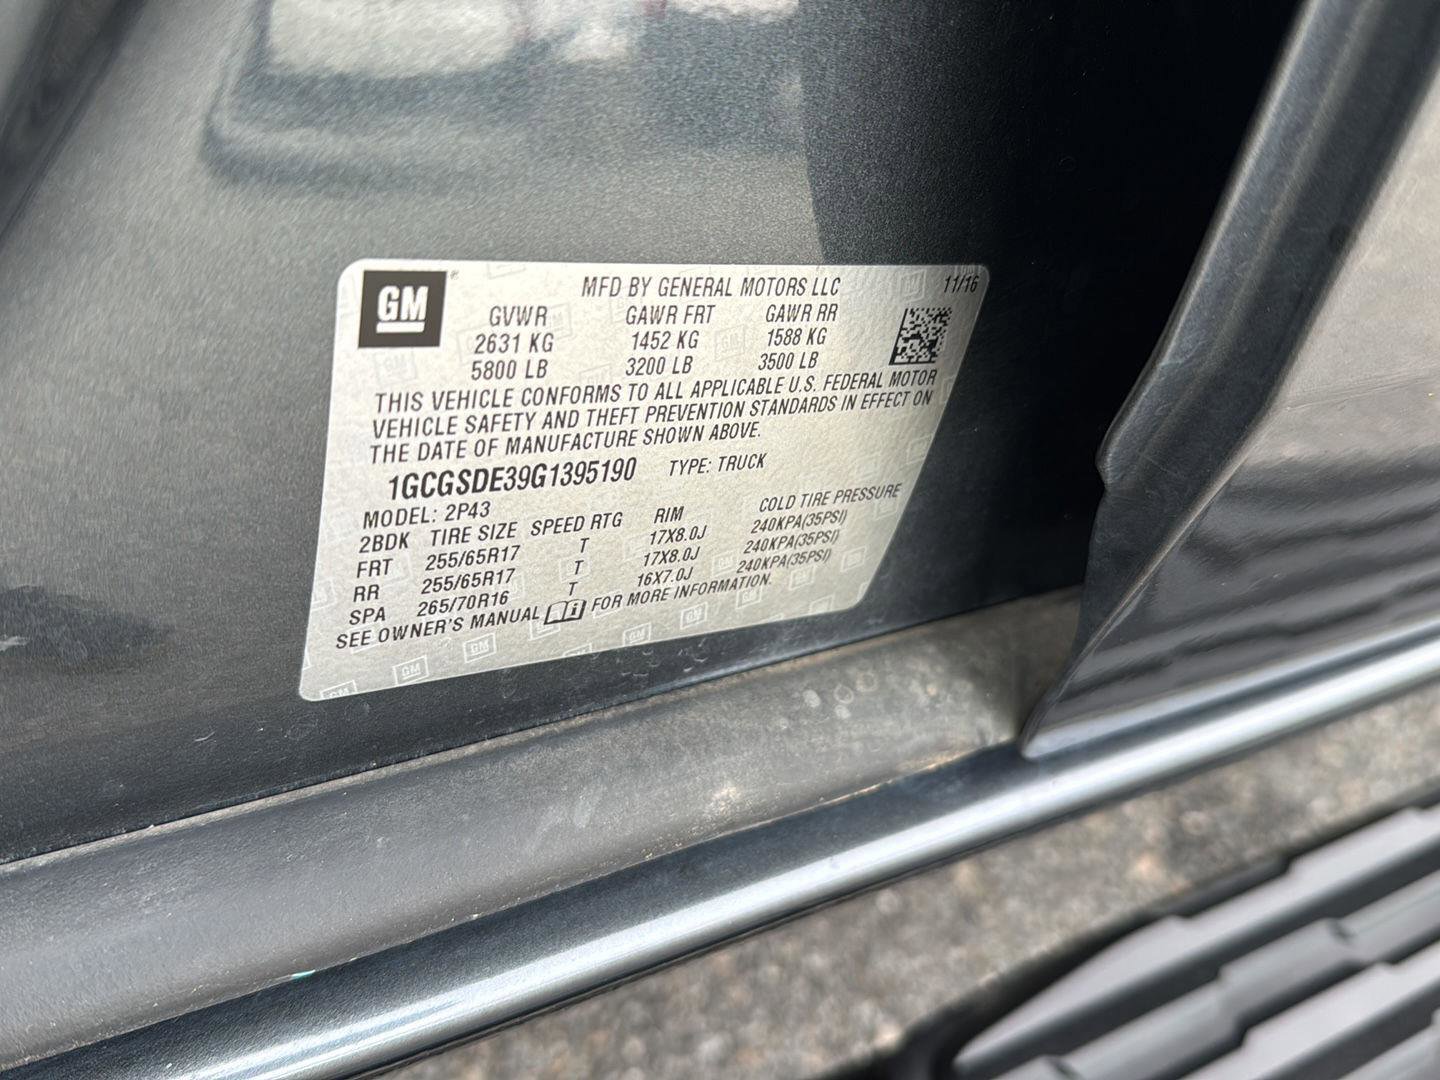 GM
MFD BY GENERAL MOTORS LLC 11/16
GVWR GAWR FRT GAWR RR
2631 KG 1452 KG 1588 KG
5800 LB 3200 LB 3500 LB
THIS VEHICLE CONFORMS TO ALL APPLICABLE U.S. FEDERAL MOTOR
VEHICLE SAFETY AND THEFT PREVENTION STANDARDS IN EFFECT ON
THE DATE OF MANUFACTURE SHOWN ABOVE.
1GCGSDE39G1395190 TYPE: TRUCK
MODEL: 2P43
2BDK TIRE SIZE SPEED RTG RIM COLD TIRE PRESSURE
FRT 255/65R17 T 17X8.0J 240KPA(35PSI)
RR 255/65R17 T 17X8.0J 240KPA(35PSI)
SPA 265/70R16 T 16X7.0J 240KPA(35PSI)
SEE OWNER'S MANUAL FOR MORE INFORMATION.